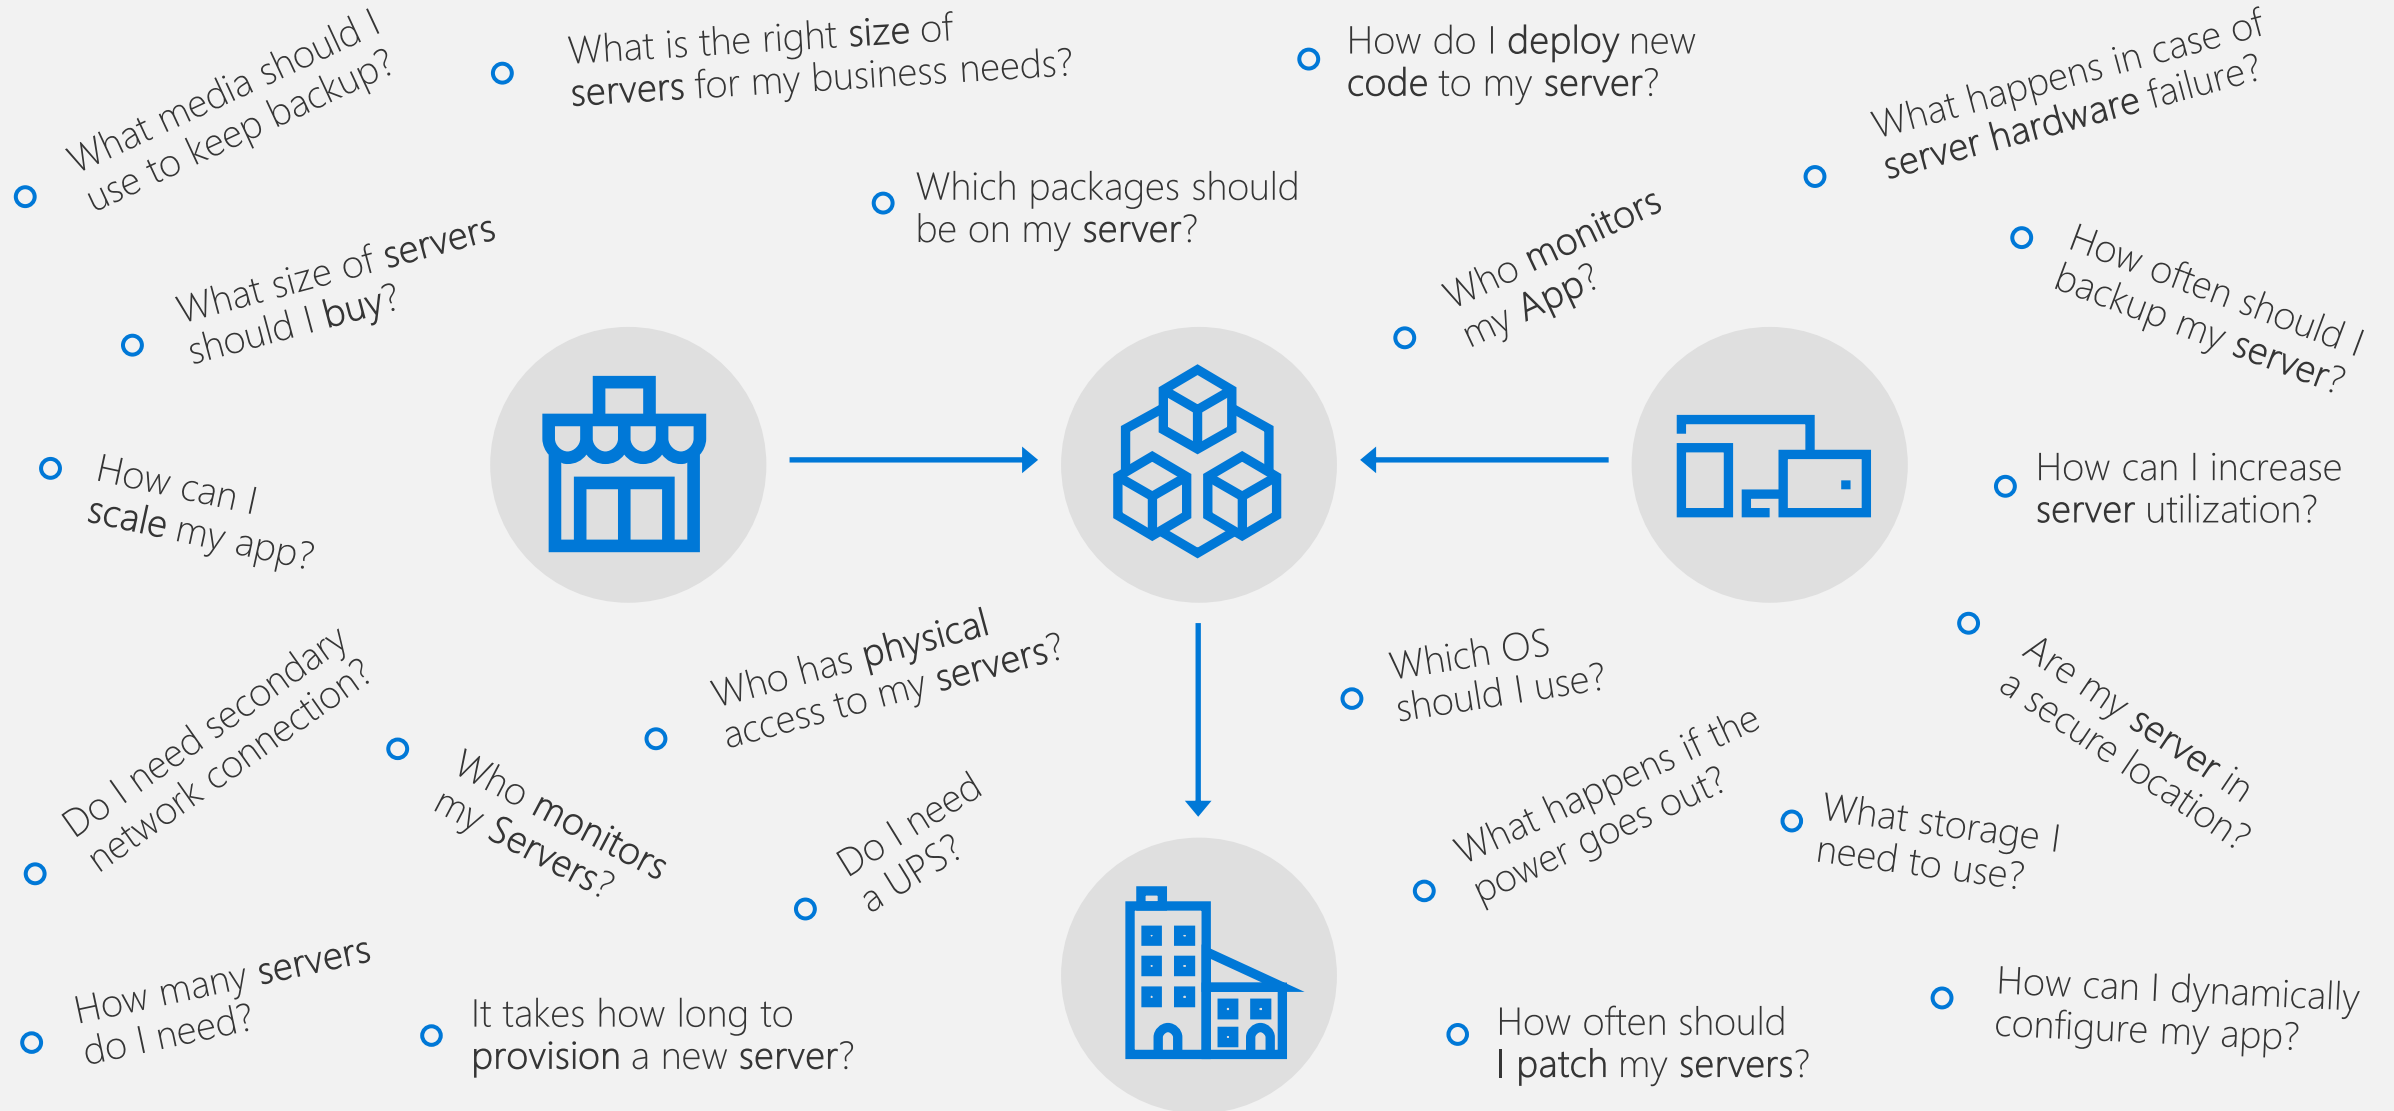 What media should I
use to keep backup?
What is the right size of
servers for my business needs?
How do I deploy new
code to my server?
What happens in case of
server hardware failure?
Which packages should
be on my server?
What size of servers
should I buy?
Who monitors
my App?
How often should I
backup my server?
How can I
scale my app?
How can I increase
server utilization?
Do I need secondary
network connection?
Who has physical
access to my servers?
Which OS
should I use?
Are my server in
a secure location?
Who monitors
my Servers?
Do I need
a UPS?
What happens if the
power goes out?
What storage I
need to use?
How many servers
do I need?
It takes how long to
provision a new server?
How often should
I patch my servers?
How can I dynamically
configure my app?